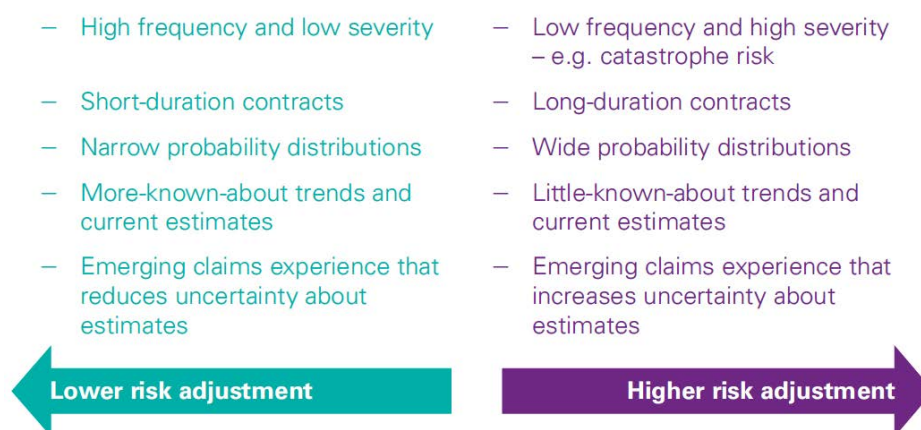 – High frequency and low severity
– Short-duration contracts
– Narrow probability distributions
– More-known-about trends and
current estimates
– Emerging claims experience that
reduces uncertainty about
estimates
Lower risk adjustment
– Low frequency and high severity
– e.g. catastrophe risk
– Long-duration contracts
– Wide probability distributions
– Little-known-about trends and
current estimates
– Emerging claims experience that
increases uncertainty about
estimates
Higher risk adjustment